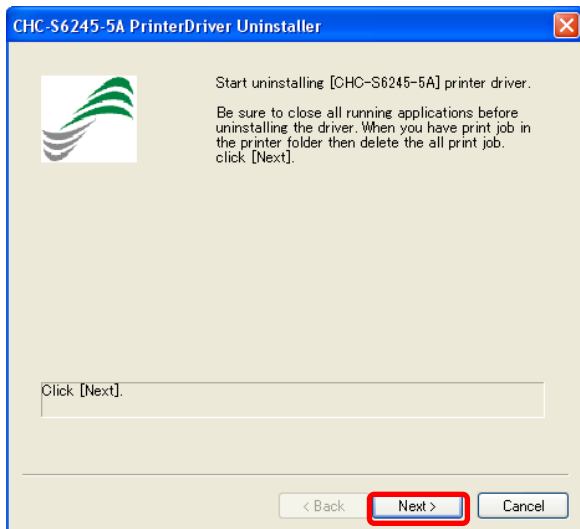 CHC-S6245-5A PrinterDriver Uninstaller
Start uninstalling [CHC-S6245-5A] printer driver.
Be sure to close all running applications before
uninstalling the driver. When you have print job in
the printer folder then delete the all print job.
click [Next].
Click [Next].
< Back
Next >
Cancel